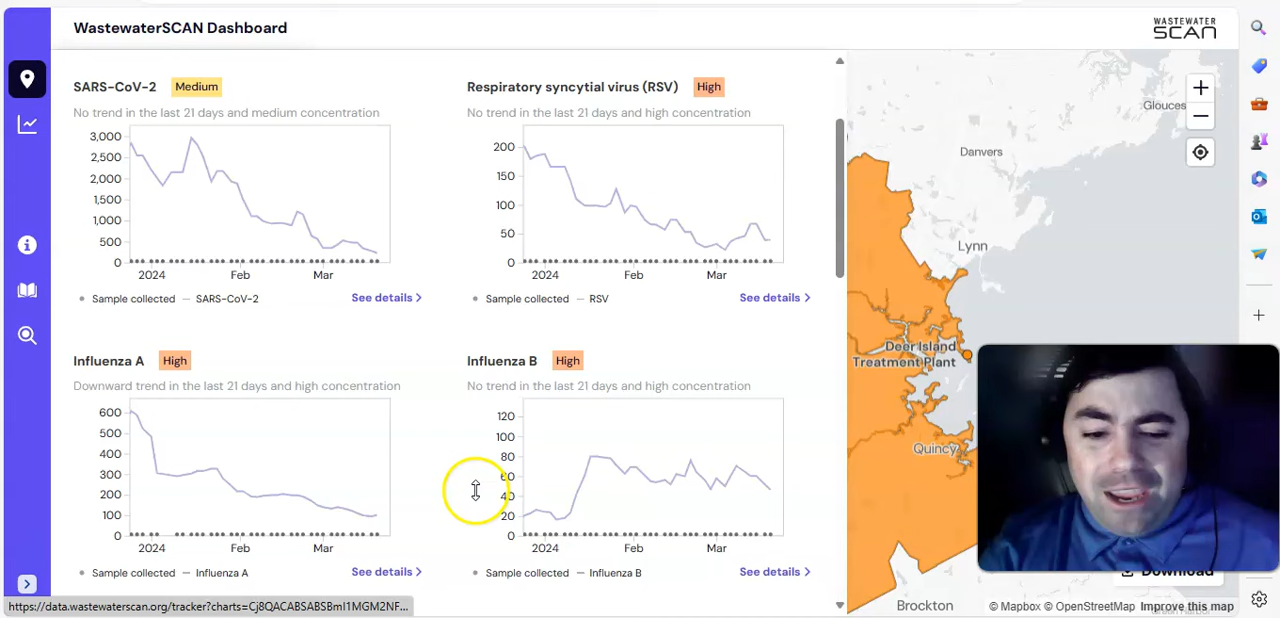 WastewaterSCAN Dashboard
WASTEWATER
SCAN
SARS-CoV-2 Medium
No trend in the last 21 days and medium concentration
3,000
2,500
2,000
1,500
1,000
500
0
2024 Feb Mar
Sample collected SARS-CoV-2
See details
Respiratory syncytial virus (RSV) High
No trend in the last 21 days and high concentration
200
150
100
50
0
2024 Feb Mar
Sample collected RSV
See details
Influenza A High
Downward trend in the last 21 days and high concentration
600
500
400
300
200
100
0
2024 Feb Mar
Sample collected Influenza A
See details
Influenza B High
No trend in the last 21 days and high concentration
120
100
80
60
40
20
0
2024 Feb Mar
Sample collected Influenza B
See details
Glouces
Danvers
Lynn
Deer Island
Treatment Plant
Quincy
Brockton
Download
© Mapbox © OpenStreetMap Improve this map
https://data.wastewaterscan.org/tracker?charts=Cj8QACABSABSBmI1MGM2NF...